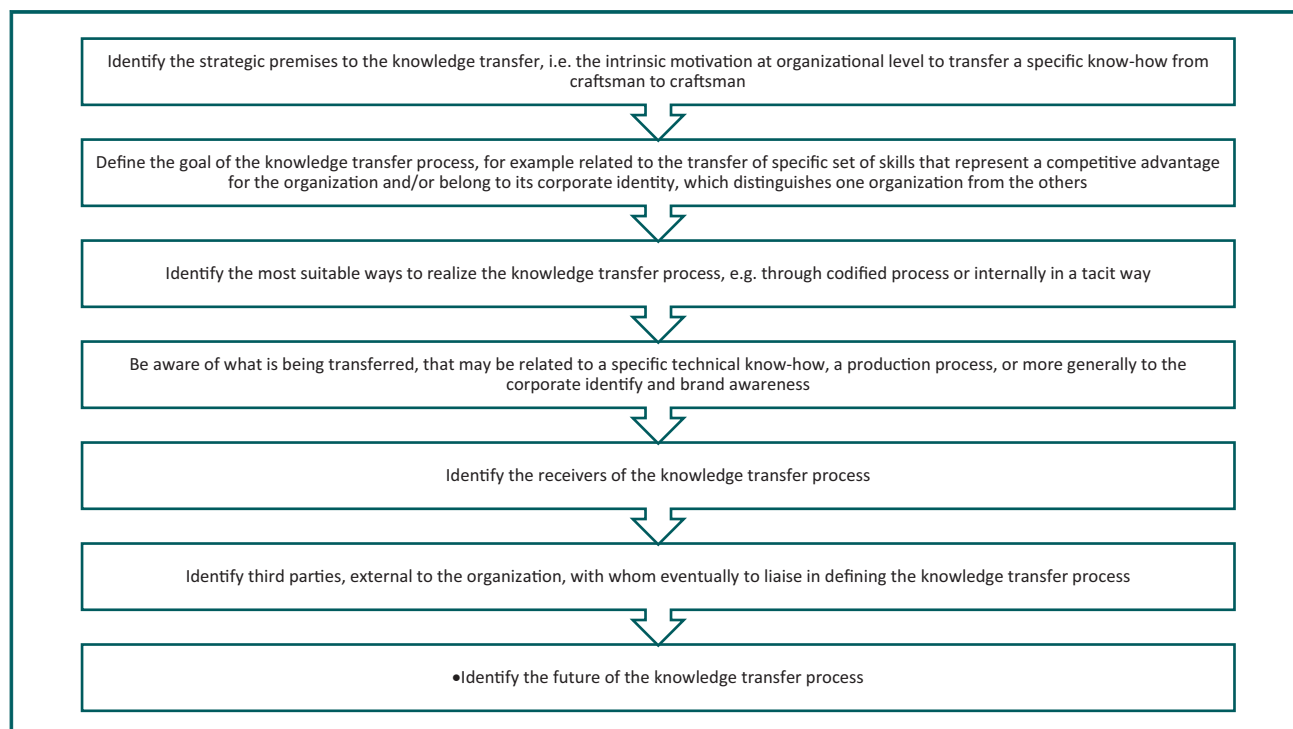 Identify the strategic premises to the knowledge transfer, i.e. the intrinsic motivation at organizational level to transfer a specific know-how from
craftsman to craftsman
Define the goal of the knowledge transfer process, for example related to the transfer of specific set of skills that represent a competitive advantage
for the organization and/or belong to its corporate identity, which distinguishes one organization from the others
Identify the most suitable ways to realize the knowledge transfer process, e.g. through codified process or internally in a tacit way
Be aware of what is being transferred, that may be related to a specific technical know-how, a production process, or more generally to the
corporate identify and brand awareness
Identify the receivers of the knowledge transfer process
Identify third parties, external to the organization, with whom eventually to liaise in defining the knowledge transfer process
•Identify the future of the knowledge transfer process